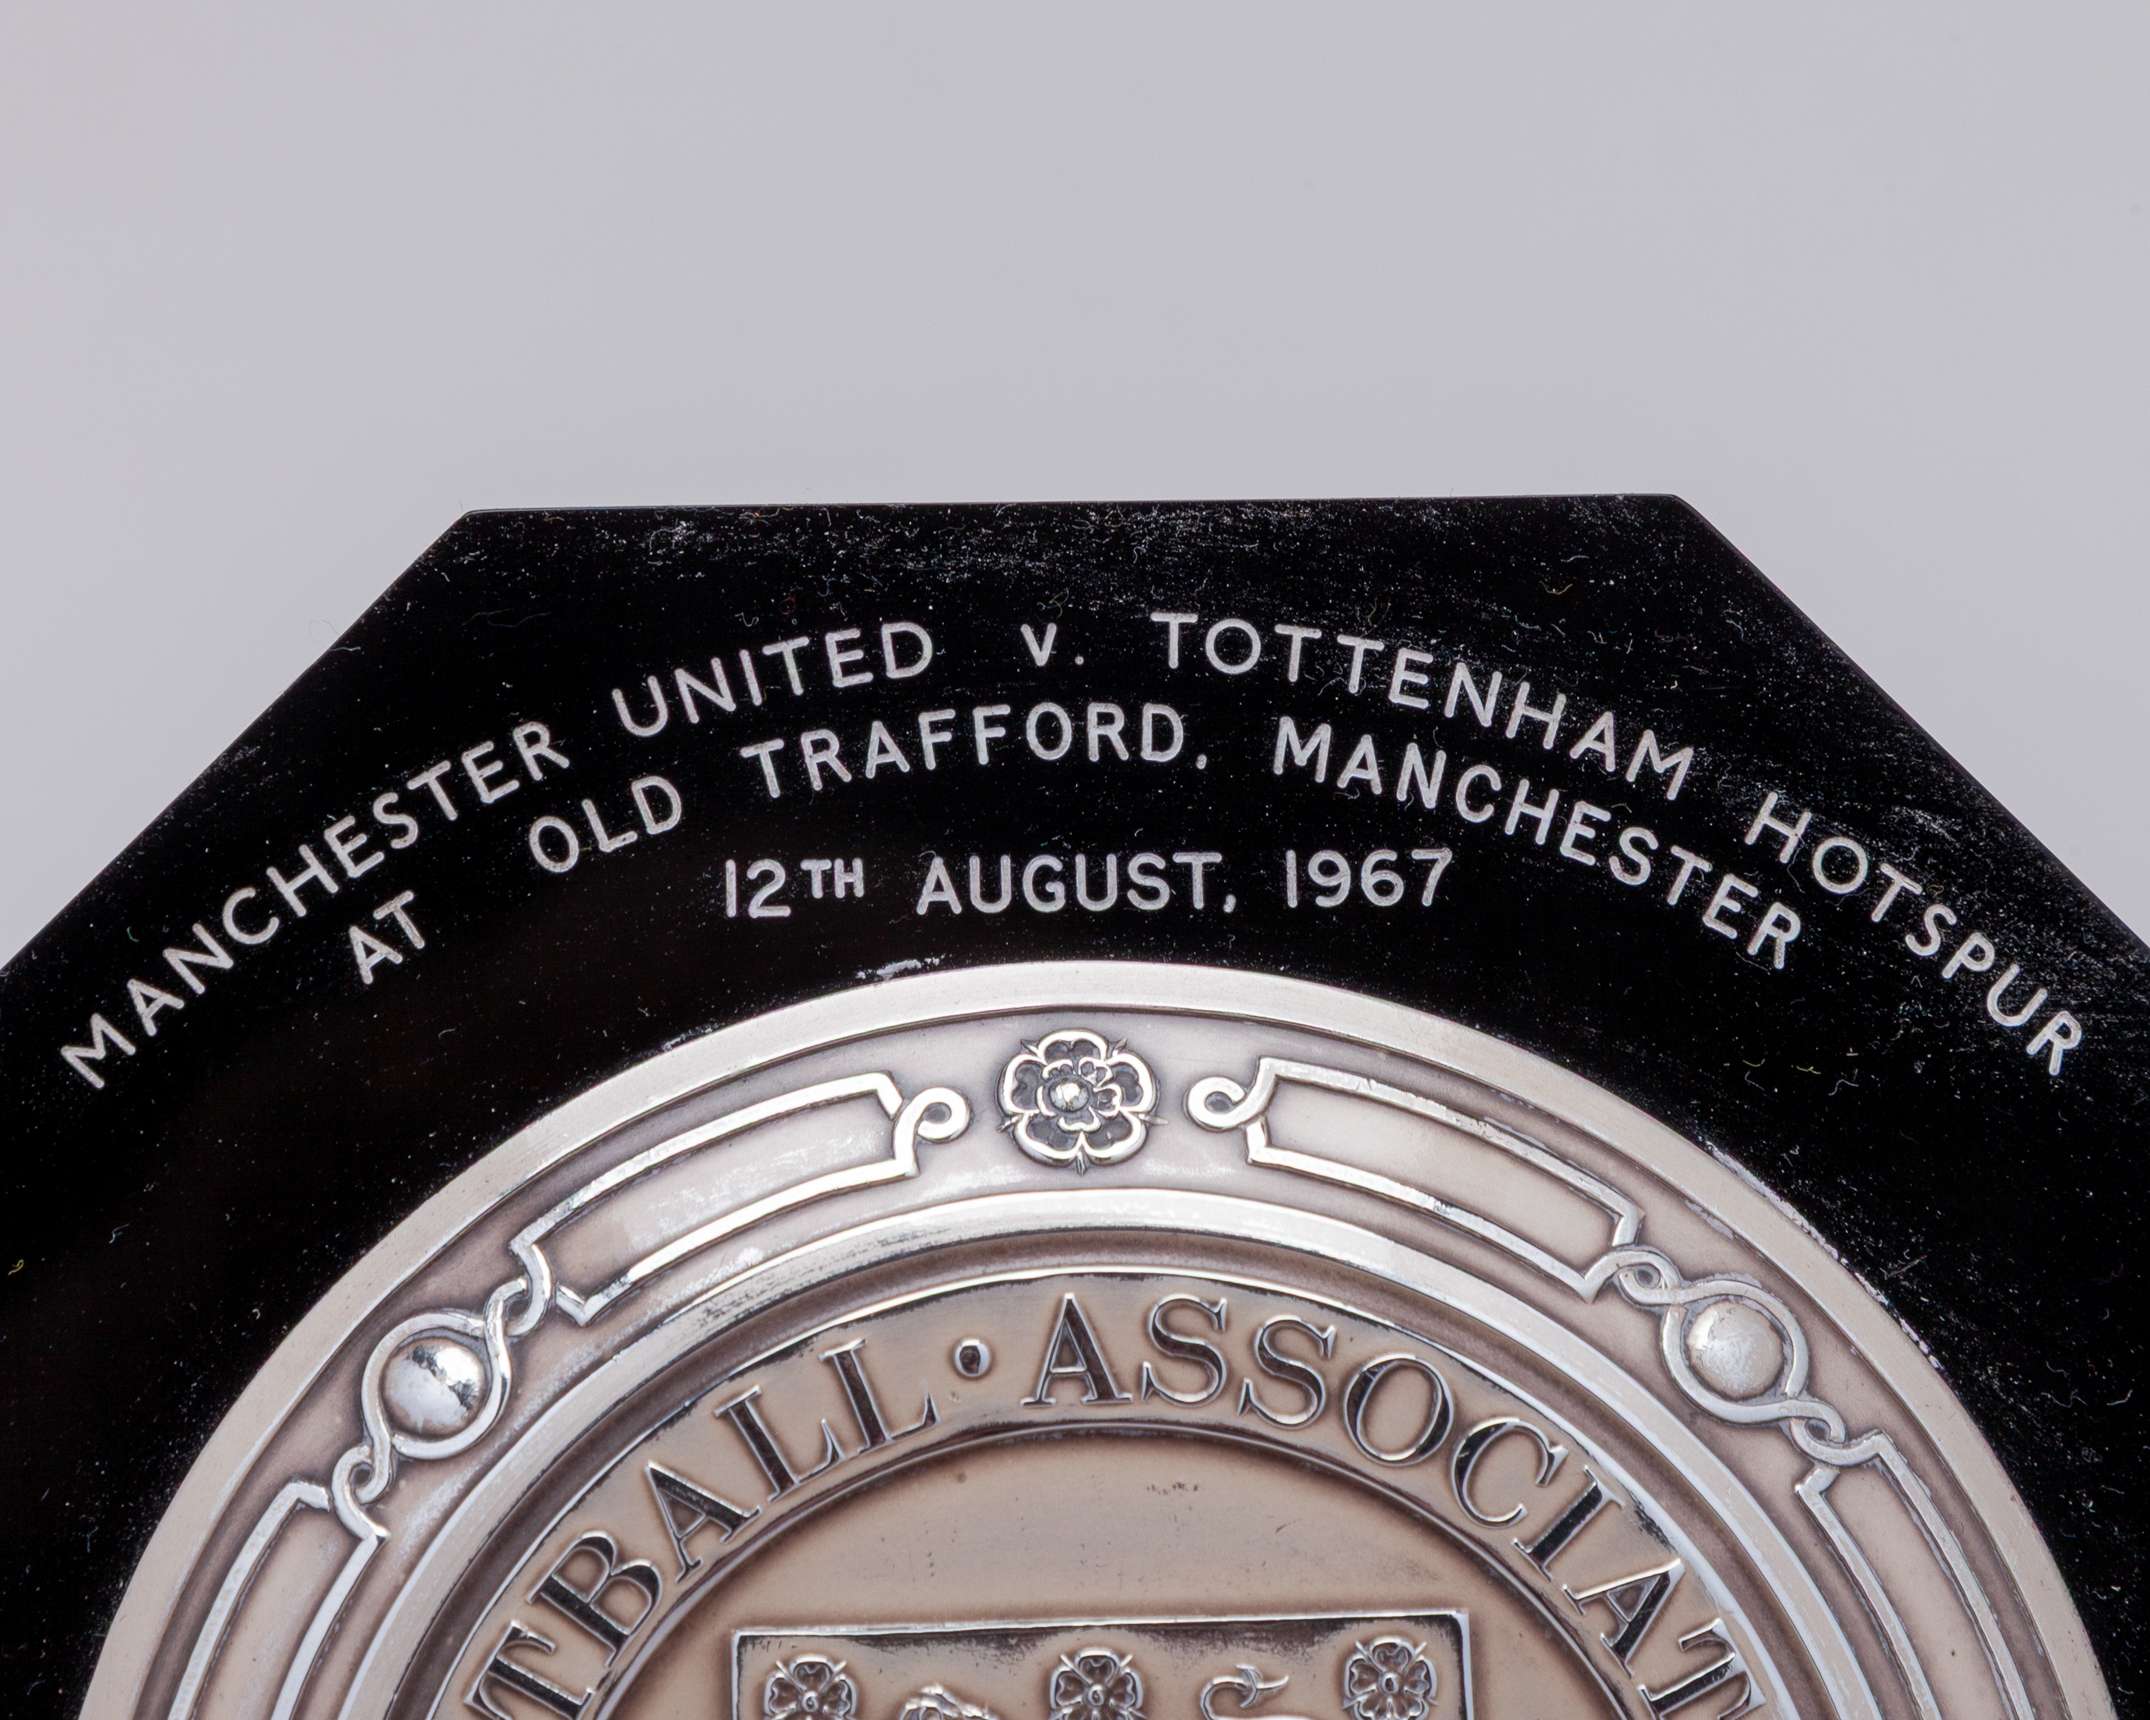 MANCHESTER UNITED v. TOTTENHAM HOTSPUR
AT OLD TRAFFORD, MANCHESTER
12TH AUGUST, 1967
TBALL · ASSOCIAT